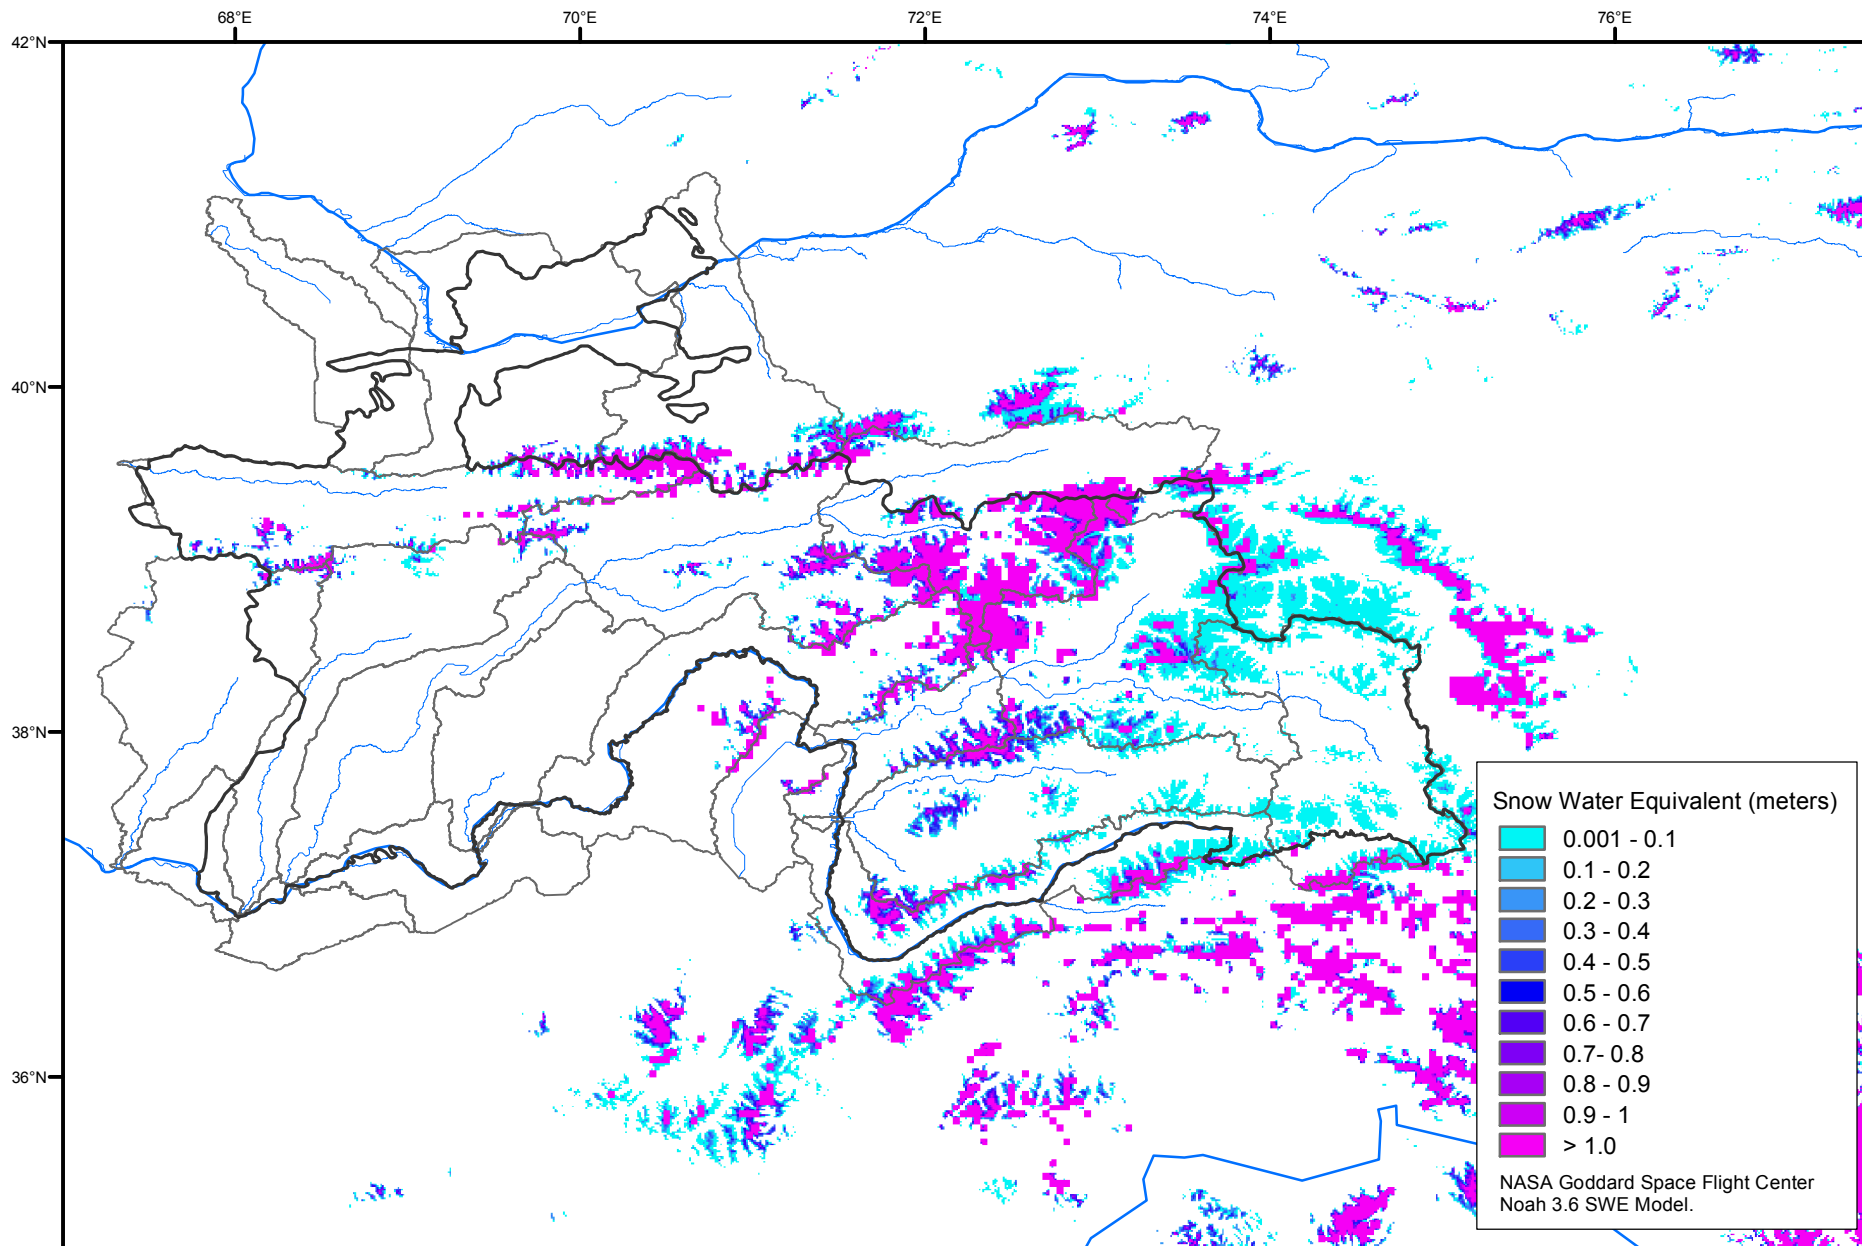 68°E 70°E 72°E 74°E 76°E
42°N
40°N
38°N
36°N
Snow Water Equivalent (meters)
0.001 - 0.1
0.1 - 0.2
0.2 - 0.3
0.3 - 0.4
0.4 - 0.5
0.5 - 0.6
0.6 - 0.7
0.7- 0.8
0.8 - 0.9
0.9 - 1
> 1.0
NASA Goddard Space Flight Center
Noah 3.6 SWE Model.